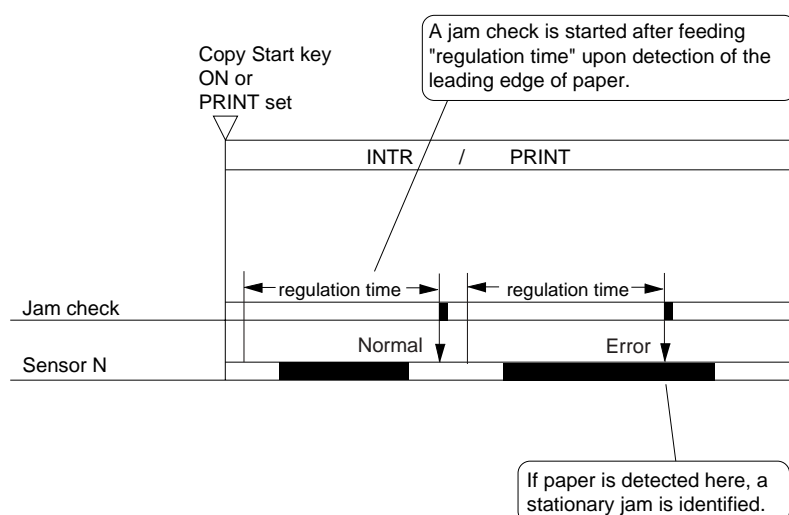 A jam check is started after feeding
"regulation time" upon detection of the
leading edge of paper.
Copy Start key
ON or
PRINT set
INTR / PRINT
regulation time
regulation time
Jam check
Normal
Error
Sensor N
If paper is detected here, a
stationary jam is identified.